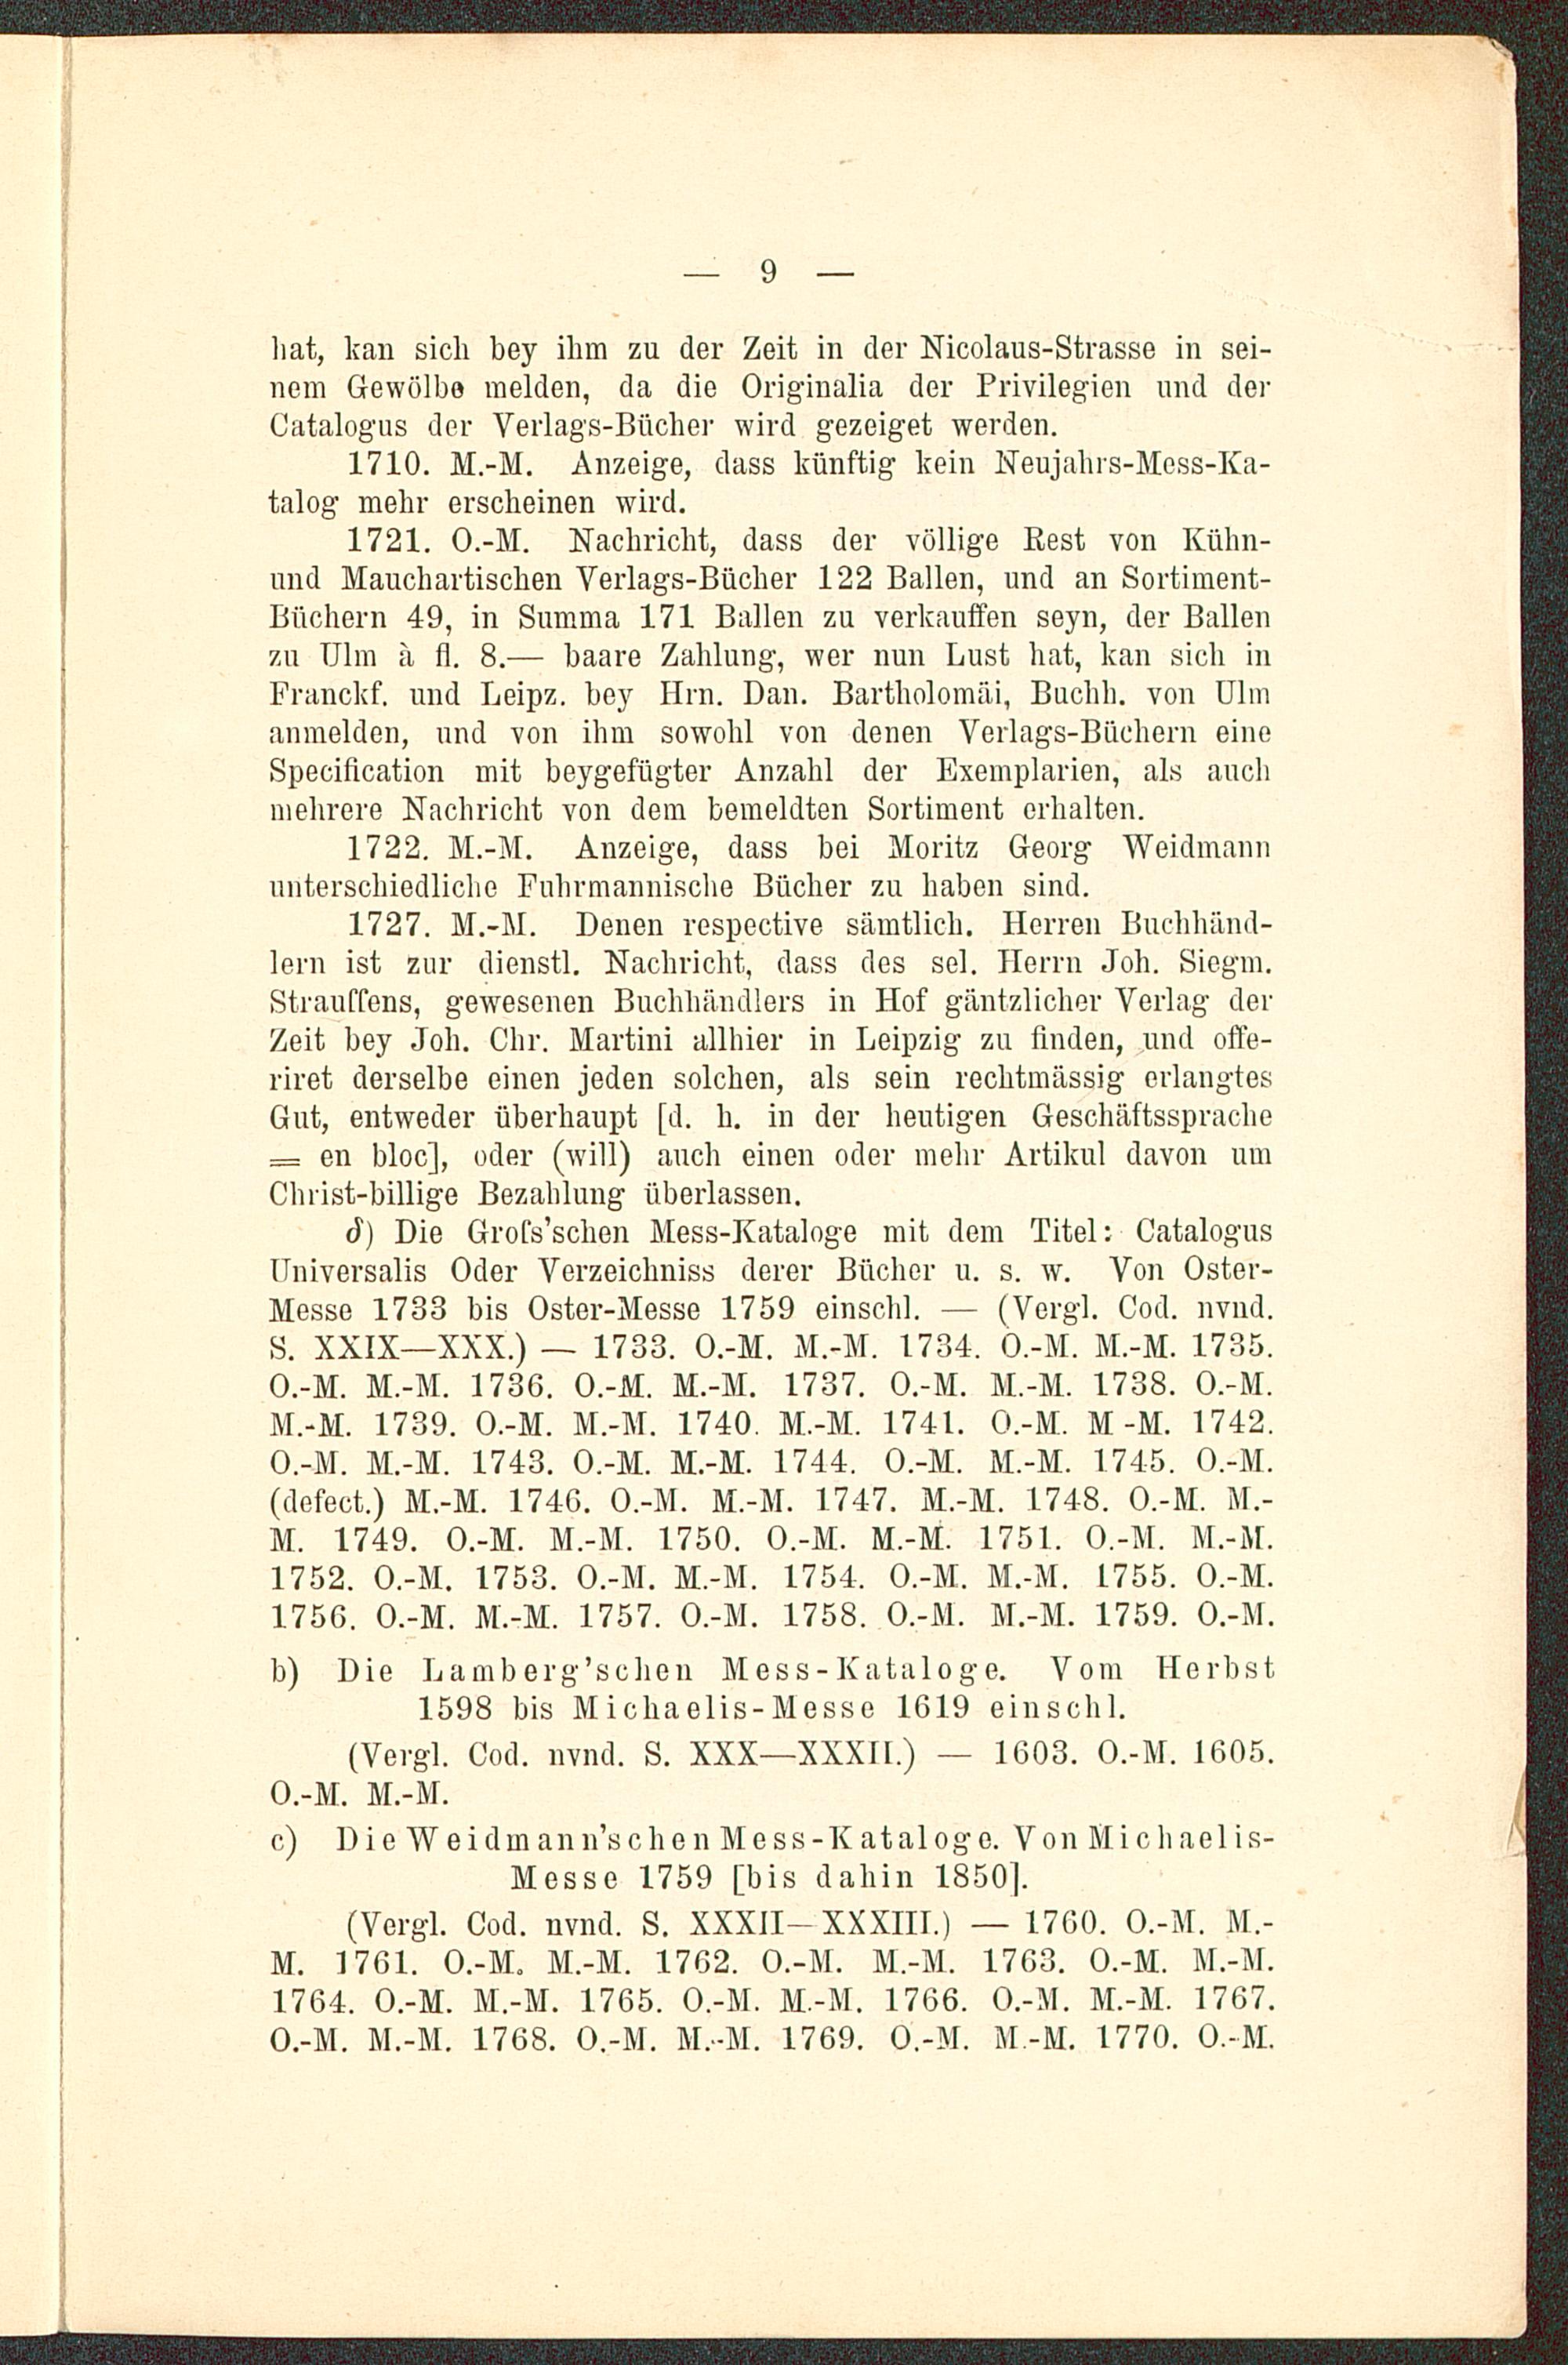 — 9 —
hat, kan sich bey ihm zu der Zeit in der Nicolaus-Strasse in sei-
nem Gewölbe melden, da die Originalia der Privilegien und der
Catalogus der Verlags-Bücher wird gezeiget werden.
1710. M.-M. Anzeige, dass künftig kein Neujahrs-Mess-Ka-
talog mehr erscheinen wird.
1721. O.-M. Nachricht, dass der völlige Rest von Kühn-
und Mauchartischen Verlags-Bücher 122 Ballen, und an Sortiment-
Büchern 49, in Summa 171 Ballen zu verkauffen seyn, der Ballen
zu Ulm à fl. 8.— baare Zahlung, wer nun Lust hat, kan sich in
Franckf. und Leipz. bey Hrn. Dan. Bartholomäi, Buchh. von Ulm
anmelden, und von ihm sowohl von denen Verlags-Büchern eine
Specification mit beygefügter Anzahl der Exemplarien, als auch
mehrere Nachricht von dem bemeldten Sortiment erhalten.
1722. M.-M. Anzeige, dass bei Moritz Georg Weidmann
unterschiedliche Fuhrmannische Bücher zu haben sind.
1727. M.-M. Denen respective sämtlich. Herren Buchhänd-
lern ist zur dienstl. Nachricht, dass des sel. Herrn Joh. Siegm.
Strauſſens, gewesenen Buchhändlers in Hof gäntzlicher Verlag der
Zeit bey Joh. Chr. Martini allhier in Leipzig zu finden, und offe-
riret derselbe einen jeden solchen, als sein rechtmässig erlangtes
Gut, entweder überhaupt [d. h. in der heutigen Geschäftssprache
= en bloc], oder (will) auch einen oder mehr Artikul davon um
Christ-billige Bezahlung überlassen.
δ) Die Groſs'schen Mess-Kataloge mit dem Titel: Catalogus
Universalis Oder Verzeichniss derer Bücher u. s. w. Von Oster-
Messe 1733 bis Oster-Messe 1759 einschl. — (Vergl. Cod. nvnd.
S. XXIX—XXX.) — 1733. O.-M. M.-M. 1734. O.-M. M.-M. 1735.
O.-M. M.-M. 1736. O.-M. M.-M. 1737. O.-M. M.-M. 1738. O.-M.
M.-M. 1739. O.-M. M.-M. 1740. M.-M. 1741. O.-M. M -M. 1742.
O.-M. M.-M. 1743. O.-M. M.-M. 1744. O.-M. M.-M. 1745. O.-M.
(defect.) M.-M. 1746. O.-M. M.-M. 1747. M.-M. 1748. O.-M. M.-
M. 1749. O.-M. M.-M. 1750. O.-M. M.-M. 1751. O.-M. M.-M.
1752. O.-M. 1753. O.-M. M.-M. 1754. O.-M. M.-M. 1755. O.-M.
1756. O.-M. M.-M. 1757. O.-M. 1758. O.-M. M.-M. 1759. O.-M.
b) Die Lamberg'schen Mess-Kataloge. Vom Herbst
1598 bis Michaelis-Messe 1619 einschl.
(Vergl. Cod. nvnd. S. XXX—XXXII.) — 1603. O.-M. 1605.
O.-M. M.-M.
c) Die Weidmann'schen Mess-Kataloge. Von Michaelis-
Messe 1759 [bis dahin 1850].
(Vergl. Cod. nvnd. S. XXXII—XXXIII.) — 1760. O.-M. M.-
M. 1761. O.-M. M.-M. 1762. O.-M. M.-M. 1763. O.-M. M.-M.
1764. O.-M. M.-M. 1765. O.-M. M.-M. 1766. O.-M. M.-M. 1767.
O.-M. M.-M. 1768. O.-M. M.-M. 1769. O.-M. M.-M. 1770. O.-M.